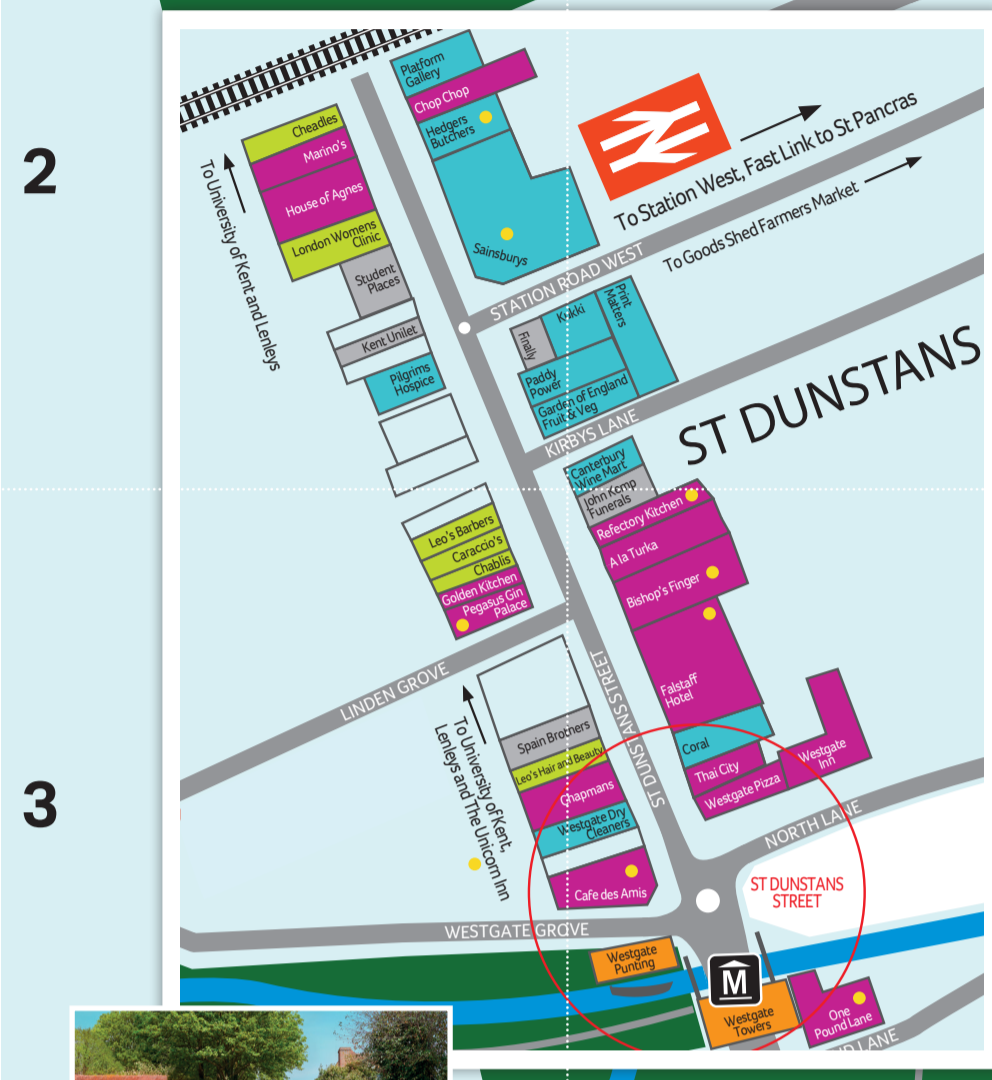 2
3
Platform
Gallery
Chop Chop
Hedgers
Butchers
Sainsburys
Cheadles
Marino's
House of Agnes
London Womens
Clinic
Student
Places
Kent Unilet
Pilgrims
Hospice
To University of Kent and Lenleys
To Station West, Fast Link to St Pancras
To Goods Shed Farmers Market
STATION ROAD WEST
Finally
Kukki
Print
Matters
Paddy
Power
Garden of England
Fruit & Veg
KIRBYS LANE
ST DUNSTANS
Canterbury
Wine Mart
John Kemp
Funerals
Refectory Kitchen
A la Turka
Bishop's Finger
Falstaff
Hotel
Coral
Thai City
Westgate Pizza
Westgate
Inn
Leo's Barbers
Caraccio's
Chablis
Golden Kitchen
Pegasus Gin
Palace
LINDEN GROVE
ST DUNSTANS STREET
To University of Kent,
Lenleys and The Unicorn Inn
Spain Brothers
Leo's Hair and Beauty
Chapmans
Westgate Dry
Cleaners
Cafe des Amis
NORTH LANE
ST DUNSTANS
STREET
WESTGATE GROVE
Westgate
Punting
M
Westgate
Towers
One
Pound Lane
LANE